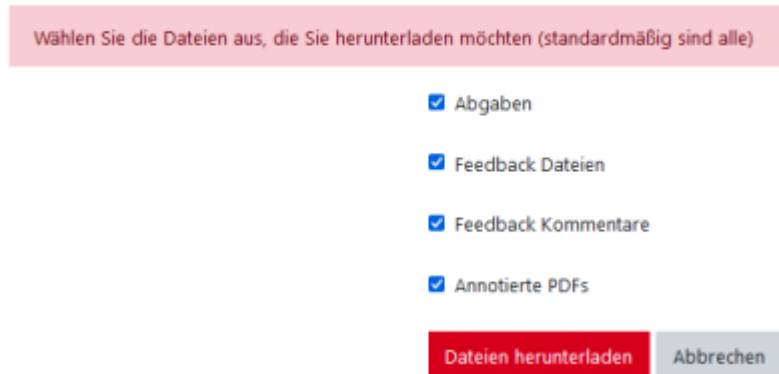 Wählen Sie die Dateien aus, die Sie herunterladen möchten (standardmäßig sind alle)
Abgaben
Feedback Dateien
Feedback Kommentare
Annotierte PDFs
Dateien herunterladen Abbrechen